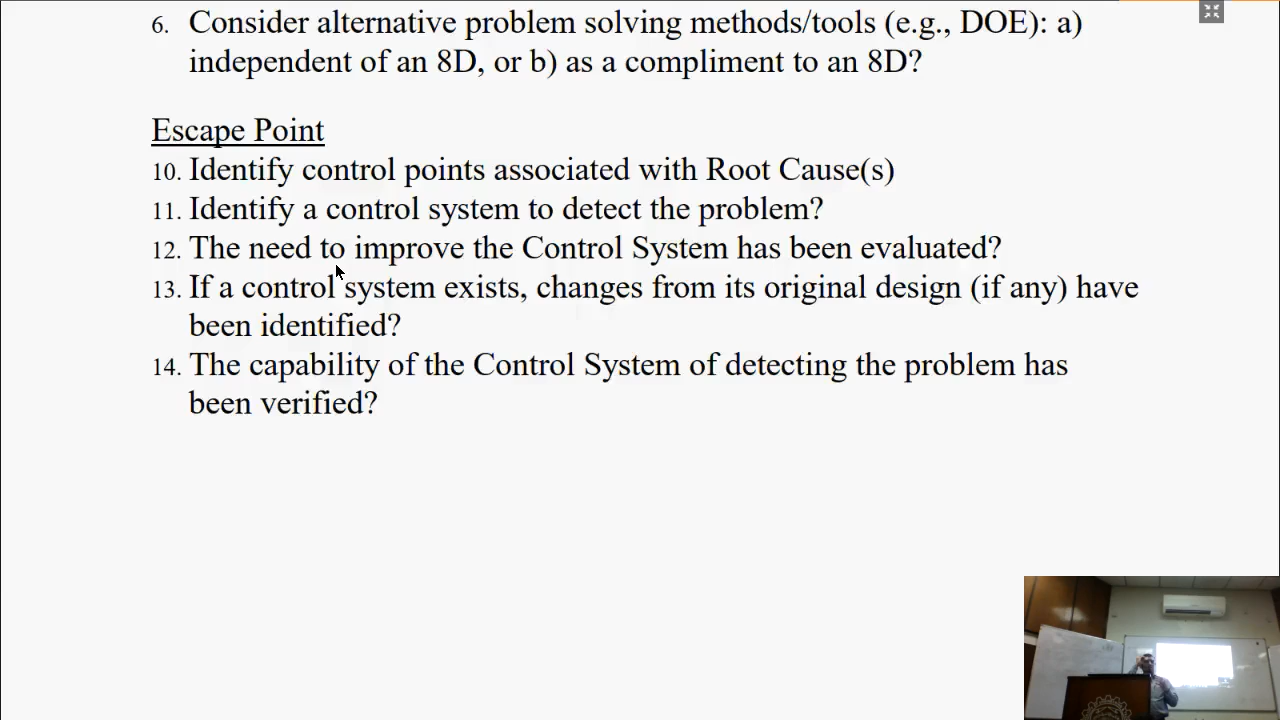 6. Consider alternative problem solving methods/tools (e.g., DOE): a)
independent of an 8D, or b) as a compliment to an 8D?
Escape Point
10. Identify control points associated with Root Cause(s)
11. Identify a control system to detect the problem?
12. The need to improve the Control System has been evaluated?
13. If a control system exists, changes from its original design (if any) have
been identified?
14. The capability of the Control System of detecting the problem has
been verified?